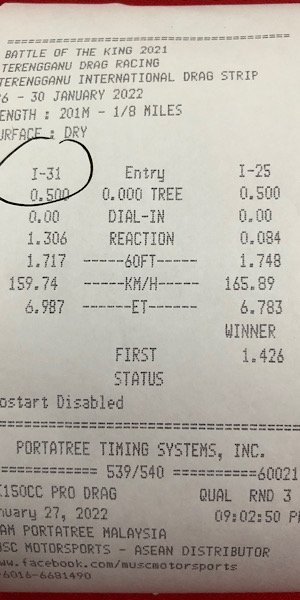 BATTLE OF THE KING 2021
TERENGGANU DRAG RACING
TERENGGANU INTERNATIONAL DRAG STRIP
26 - 30 JANUARY 2022
ENGTH : 201M - 1/8 MILES
URFACE : DRY
I-31 Entry I-25
0.500 0.000 TREE 0.500
0.00 DIAL-IN 0.00
1.306 REACTION 0.084
1.717 -----60FT----- 1.748
159.74 -----KM/H----- 165.89
6.987 ------ET------ 6.783
WINNER
FIRST 1.426
STATUS
ostart Disabled
PORTATREE TIMING SYSTEMS, INC.
============ 539/540 ==========60021
150CC PRO DRAG QUAL RND 3
nuary 27, 2022 09:02:50 P
AM PORTATREE MALAYSIA
USC MOTORSPORTS - ASEAN DISTRIBUTOR
ww.facebook.com/muscmotorsports
6016-6681490